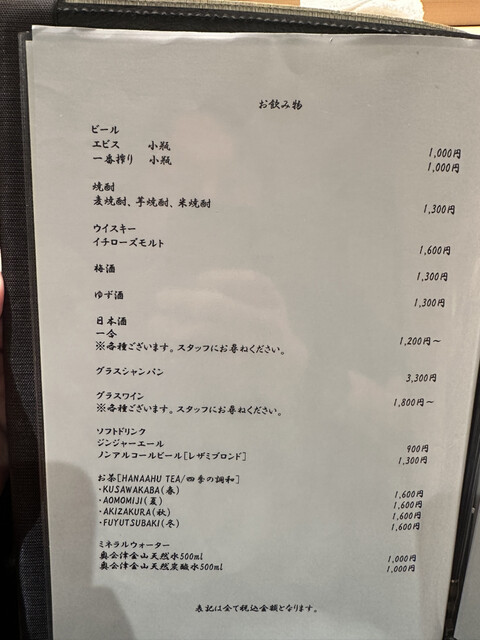 お飲み物
ビール
エビス 小瓶 1,000円
一番搾り 小瓶 1,000円
焼酎
麦焼酎、芋焼酎、米焼酎 1,300円
ウイスキー
イチローズモルト 1,600円
梅酒 1,300円
ゆず酒 1,300円
日本酒
一合 1,200円~
※各種ございます。スタッフにお尋ねください。
グラスシャンパン 3,300円
グラスワイン 1,800円~
※各種ございます。スタッフにお尋ねください。
ソフトドリンク
ジンジャーエール 900円
ノンアルコールビール[レザミブロンド] 1,300円
お茶[HANAAHU TEA/四季の調和]
・KUSAWAKABA(春) 1,600円
・AOMOMIJI(夏) 1,600円
・AKIZAKURA(秋) 1,600円
・FUYUTSUBAKI(冬) 1,600円
ミネラルウォーター
奥会津金山天然水500ml 1,000円
奥会津金山天然炭酸水500ml 1,000円
表記は全て税込金額となります。